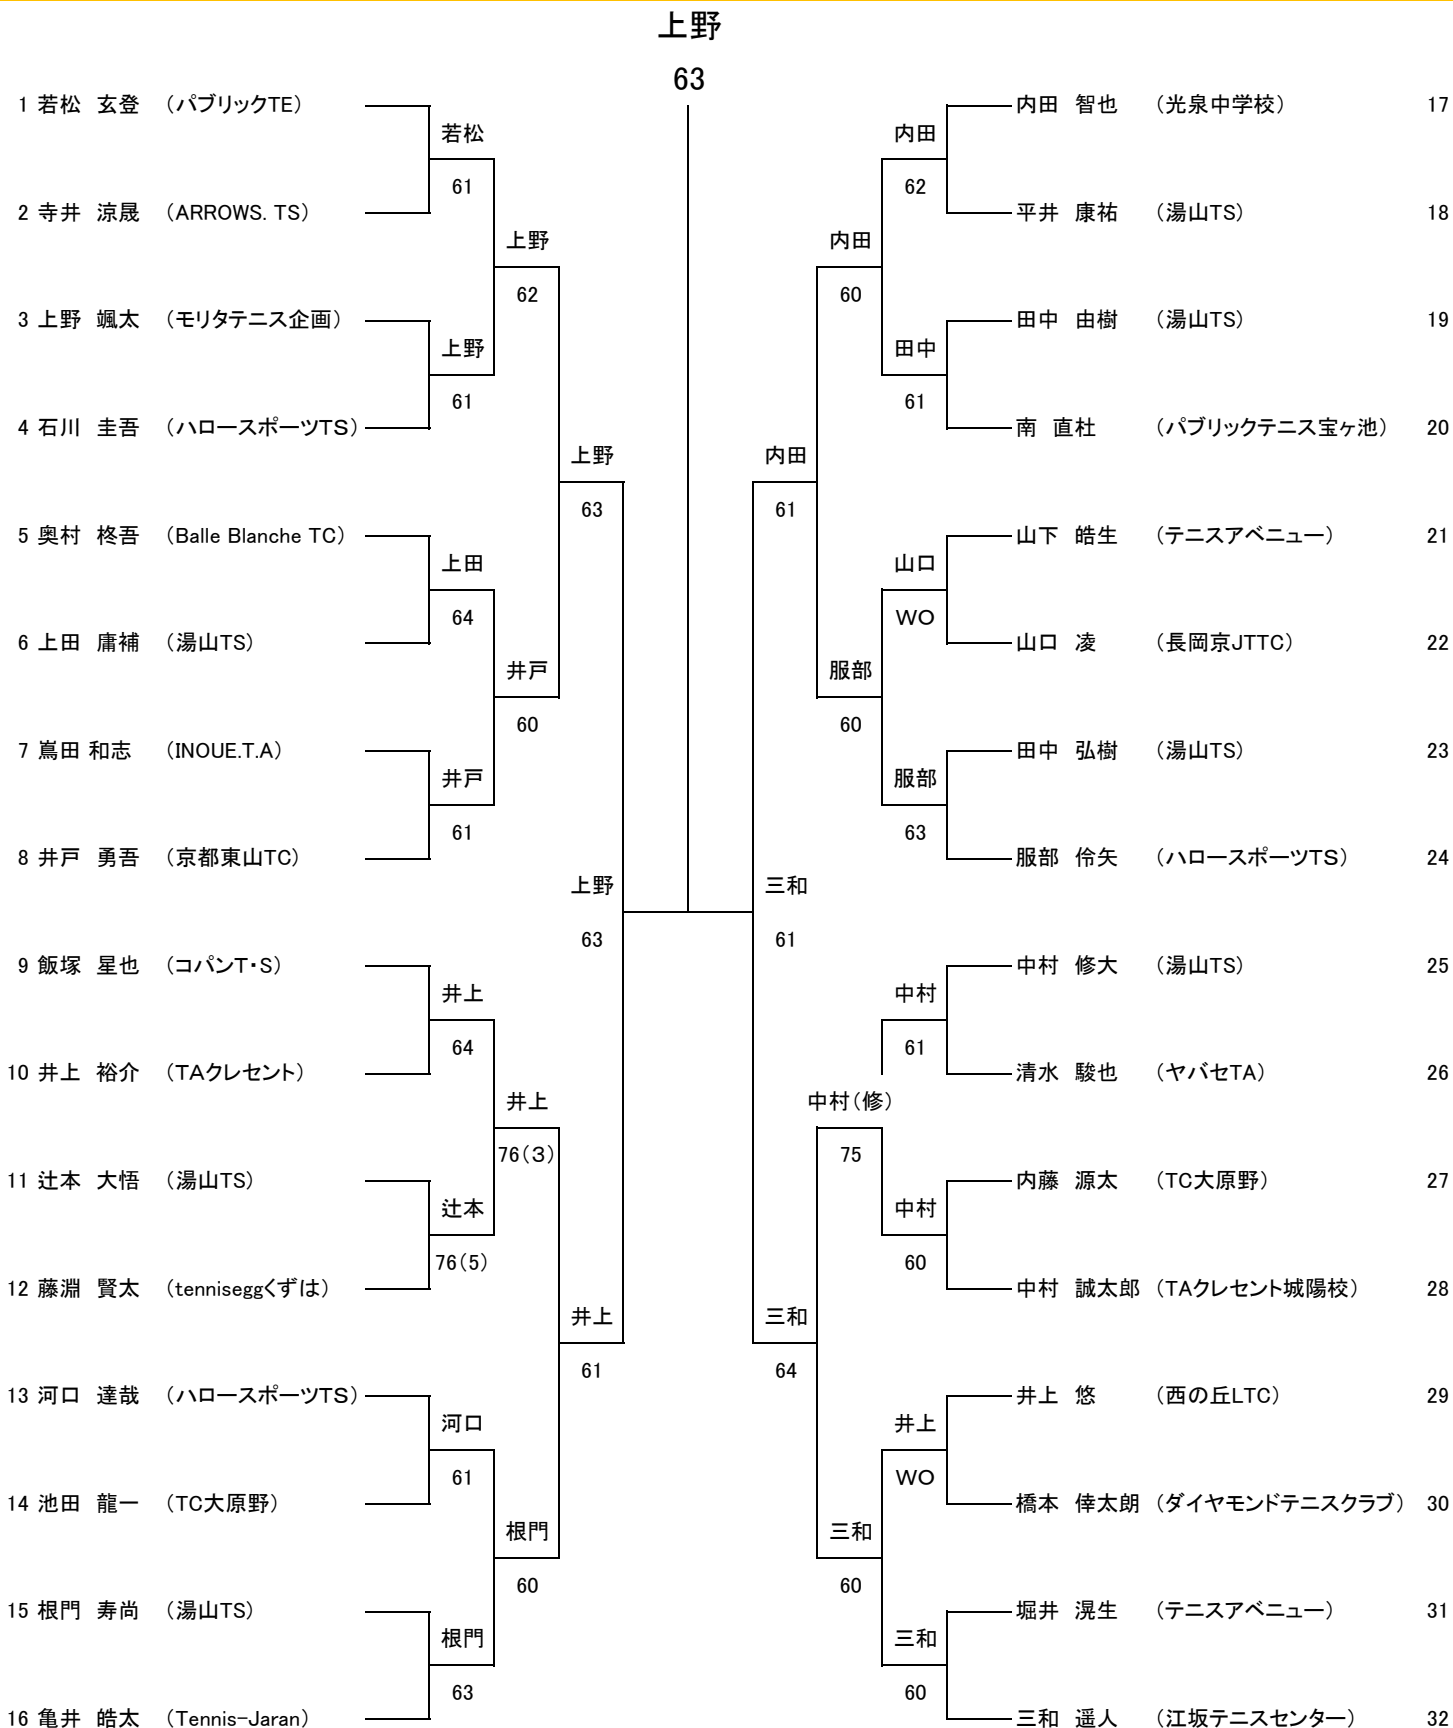 上野
63
1 若松 玄登 （パブリックTE）
若松
61
2 寺井 涼晟 （ARROWS. TS）
上野
62
3 上野 颯太 （モリタテニス企画）
上野
61
4 石川 圭吾 （ハロースポーツTS）
上野
63
5 奥村 柊吾 （Balle Blanche TC）
上田
64
6 上田 庸補 （湯山TS）
井戸
60
7 嶌田 和志 （INOUE.T.A）
井戸
61
8 井戸 勇吾 （京都東山TC）
上野
63
9 飯塚 星也 （コパンT・S）
井上
64
10 井上 裕介 （TAクレセント）
井上
76（3）
11 辻本 大悟 （湯山TS）
辻本
76（5）
12 藤淵 賢太 （tenniseggくずは）
井上
61
13 河口 達哉 （ハロースポーツTS）
河口
61
14 池田 龍一 （TC大原野）
根門
60
15 根門 寿尚 （湯山TS）
根門
63
16 亀井 皓太 （Tennis-Jaran）
内田 智也 （光泉中学校） 17
内田
62
平井 康祐 （湯山TS） 18
内田
60
田中 由樹 （湯山TS） 19
田中
61
南 直杜 （パブリックテニス宝ヶ池） 20
内田
61
山下 皓生 （テニスアベニュー） 21
山口
WO
山口 凌 （長岡京JTTC） 22
服部
60
田中 弘樹 （湯山TS） 23
服部
63
服部 伶矢 （ハロースポーツTS） 24
三和
61
中村 修大 （湯山TS） 25
中村
61
清水 駿也 （ヤバセTA） 26
中村（修）
75
内藤 源太 （TC大原野） 27
中村
60
中村 誠太郎 （TAクレセント城陽校） 28
三和
64
井上 悠 （西の丘LTC） 29
井上
WO
橋本 倖太朗 （ダイヤモンドテニスクラブ） 30
三和
60
堀井 滉生 （テニスアベニュー） 31
三和
60
三和 遥人 （江坂テニスセンター） 32